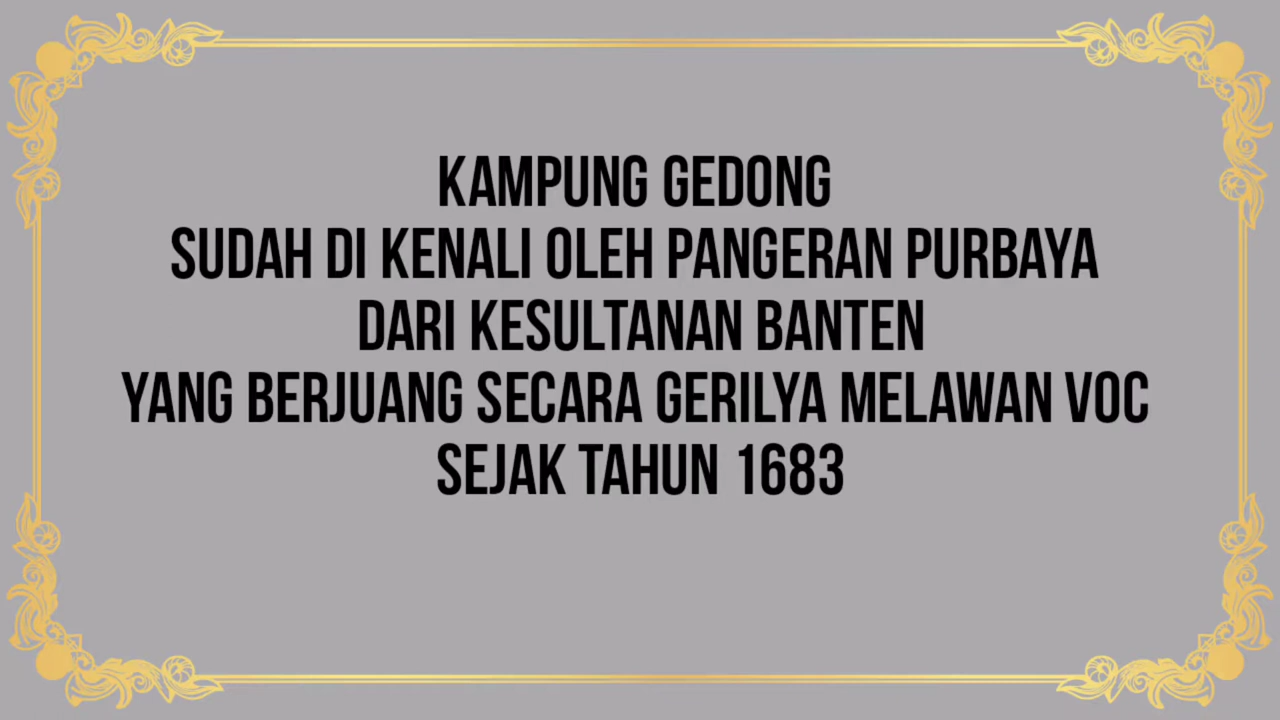 KAMPUNG GEDONG
SUDAH DI KENALI OLEH PANGERAN PURBAYA
DARI KESULTANAN BANTEN
YANG BERJUANG SECARA GERILYA MELAWAN VOC
SEJAK TAHUN 1683